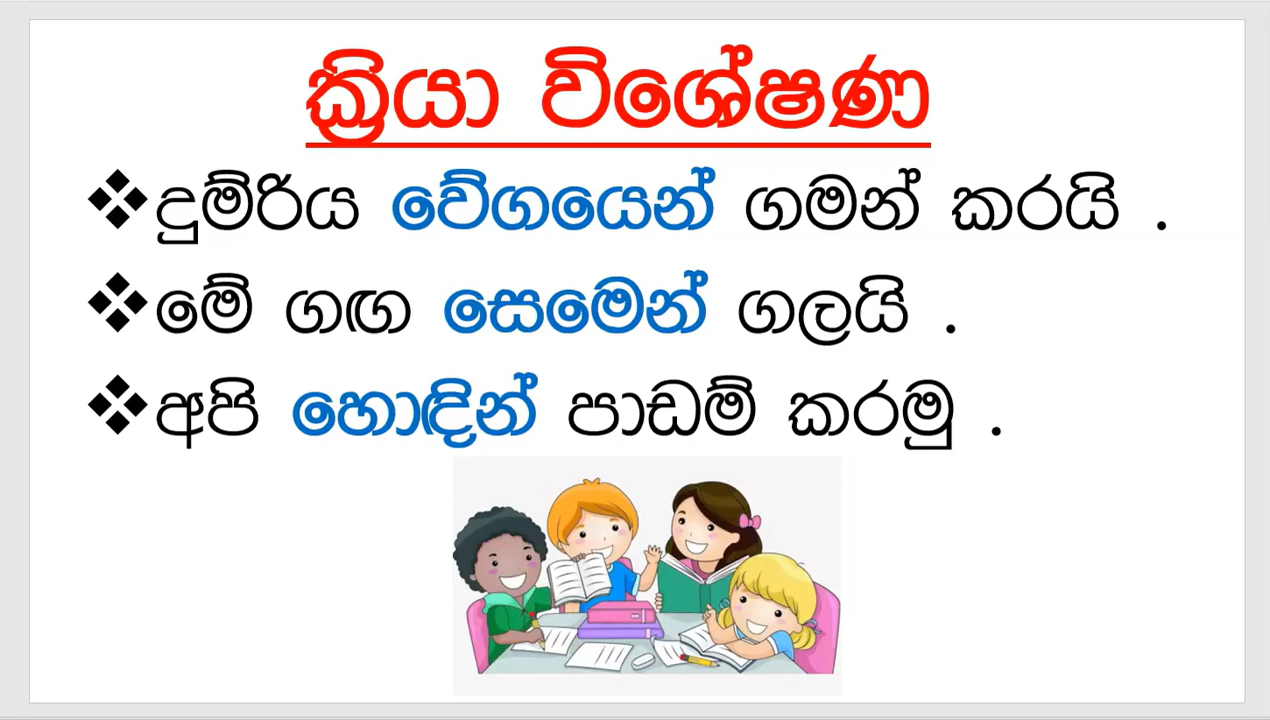 ක්‍රියා විශේෂණ
❖දුම්රිය වේගයෙන් ගමන් කරයි .
❖මේ ගඟ සෙමෙන් ගලයි .
❖අපි හොඳින් පාඩම් කරමු .